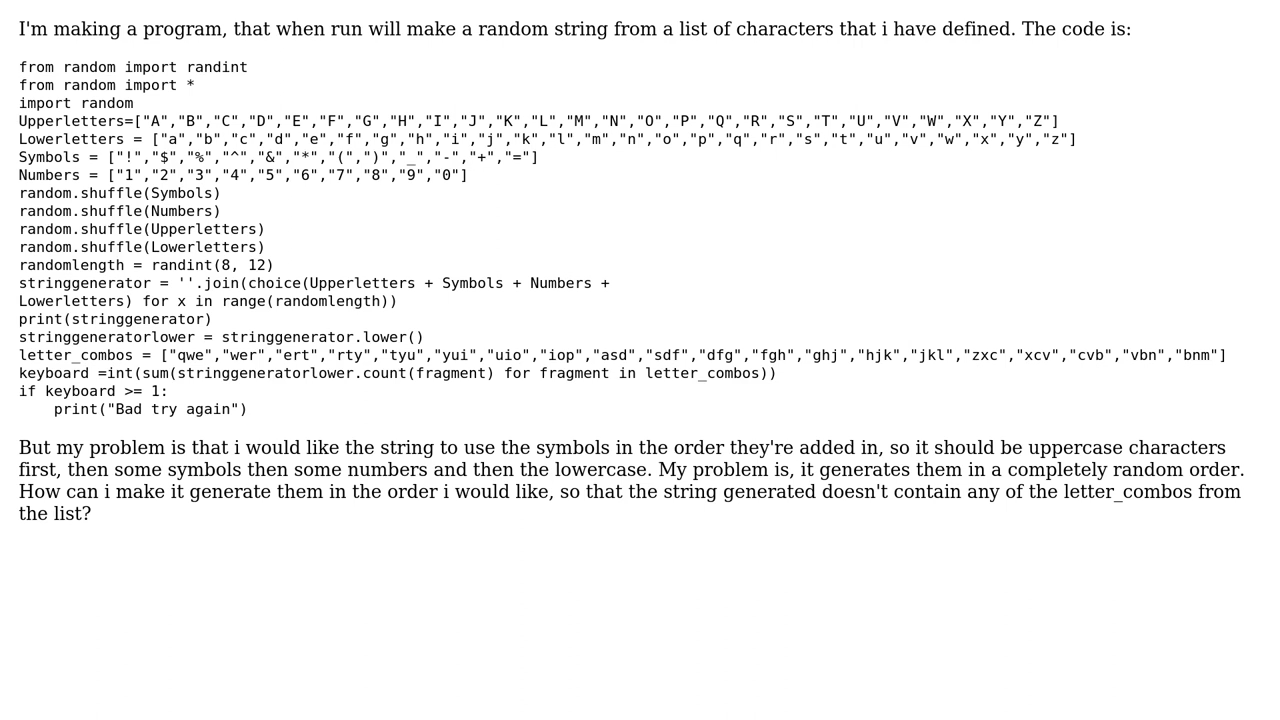 I'm making a program, that when run will make a random string from a list of characters that i have defined. The code is:
from random import randint
from random import *
import random
Upperletters=["A","B","C","D","E","F","G","H","I","J","K","L","M","N","O","P","Q","R","S","T","U","V","W","X","Y","Z"]
Lowerletters = ["a","b","c","d","e","f","g","h","i","j","k","l","m","n","o","p","q","r","s","t","u","v","w","x","y","z"]
Symbols = ["!","$","%","^","&","*","(",")","_","-","+","="]
Numbers = ["1","2","3","4","5","6","7","8","9","0"]
random.shuffle(Symbols)
random.shuffle(Numbers)
random.shuffle(Upperletters)
random.shuffle(Lowerletters)
randomlength = randint(8, 12)
stringgenerator = ''.join(choice(Upperletters + Symbols + Numbers +
Lowerletters) for x in range(randomlength))
print(stringgenerator)
stringgeneratorlower = stringgenerator.lower()
letter_combos = ["qwe","wer","ert","rty","tyu","yui","uio","iop","asd","sdf","dfg","fgh","ghj","hjk","jkl","zxc","xcv","cvb","vbn","bnm"]
keyboard =int(sum(stringgeneratorlower.count(fragment) for fragment in letter_combos))
if keyboard >= 1:
    print("Bad try again")
But my problem is that i would like the string to use the symbols in the order they're added in, so it should be uppercase characters
first, then some symbols then some numbers and then the lowercase. My problem is, it generates them in a completely random order.
How can i make it generate them in the order i would like, so that the string generated doesn't contain any of the letter_combos from
the list?